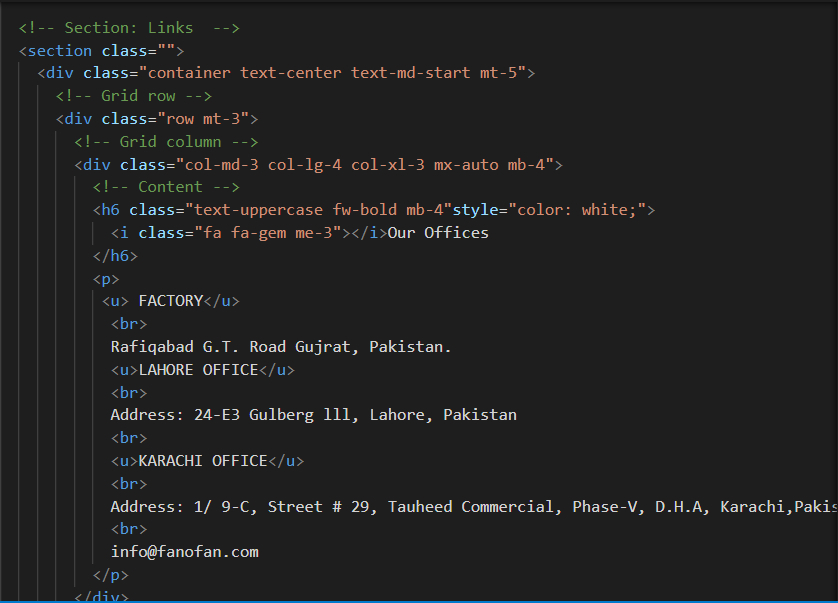 <!-- Section: Links  -->
<section class="">
<div class="container text-center text-md-start mt-5">
<!-- Grid row -->
<div class="row mt-3">
<!-- Grid column -->
<div class="col-md-3 col-lg-4 col-xl-3 mx-auto mb-4">
<!-- Content -->
<h6 class="text-uppercase fw-bold mb-4"style="color: white;">
<i class="fa fa-gem me-3"></i>Our Offices
</h6>
<p>
<u> FACTORY</u>
<br>
Rafiqabad G.T. Road Gujrat, Pakistan.
<u>LAHORE OFFICE</u>
<br>
Address: 24-E3 Gulberg lll, Lahore, Pakistan
<br>
<u>KARACHI OFFICE</u>
<br>
Address: 1/ 9-C, Street # 29, Tauheed Commercial, Phase-V, D.H.A, Karachi,Pakis
<br>
info@fanofan.com
</p>
</div>